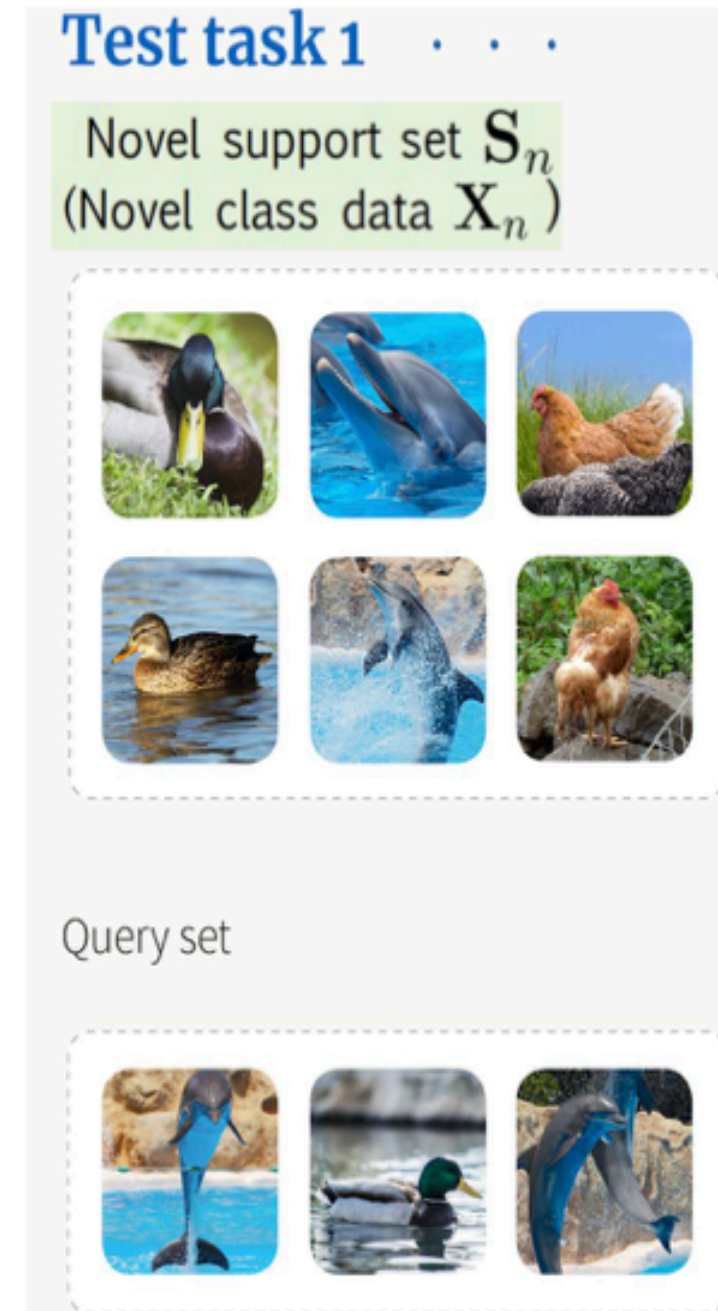 Test task 1 . . .
Novel support set Sₙ
(Novel class data Xₙ )
Query set